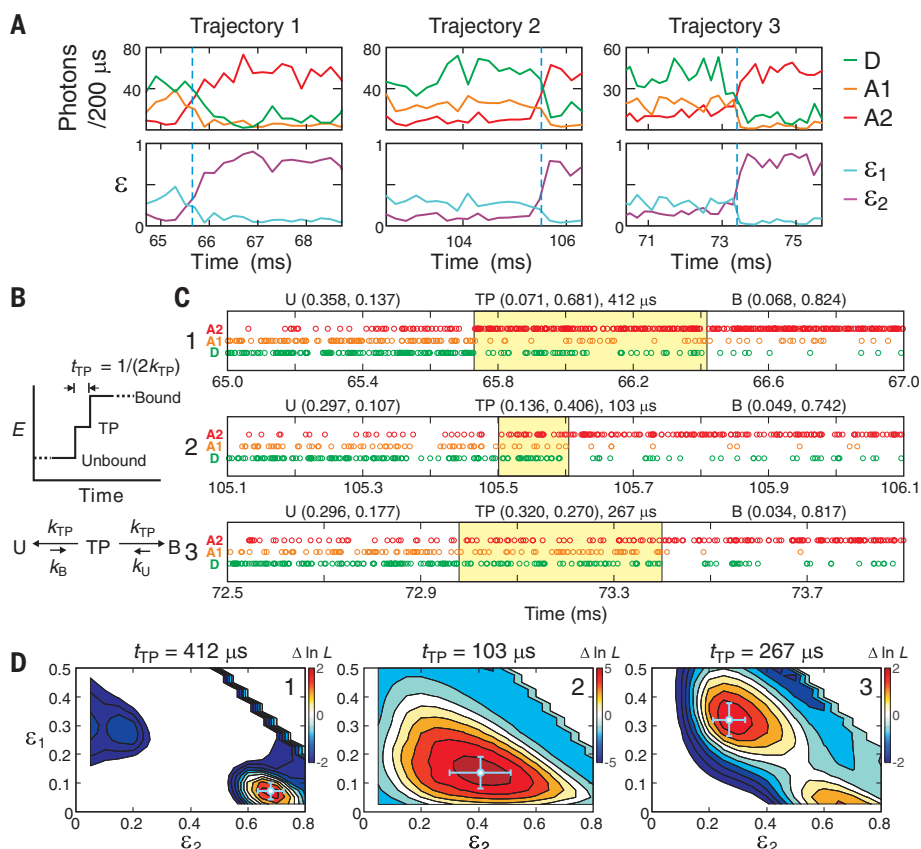 A
Trajectory 1
Trajectory 2
Trajectory 3
Photons /200 μs
80
40
0
80
40
0
60
30
0
D
A1
A2
ε
1
0
1
0
1
0
ε1
ε2
65 66 67 68
104 106
71 73 75
Time (ms)
Time (ms)
Time (ms)
B
tTP = 1/(2kTP)
Bound
E
TP
Unbound
Time
kTP kTP
U TP B
kB kU
C
U (0.358, 0.137) TP (0.071, 0.681), 412 μs B (0.068, 0.824)
1
A2
A1
D
65.0 65.4 65.8 66.2 66.6 67.0
U (0.297, 0.107) TP (0.136, 0.406), 103 μs B (0.049, 0.742)
2
A2
A1
D
105.1 105.3 105.5 105.7 105.9 106.1
U (0.296, 0.177) TP (0.320, 0.270), 267 μs B (0.034, 0.817)
3
A2
A1
D
72.5 72.9 73.3 73.7
Time (ms)
D
tTP = 412 μs Δ ln L
tTP = 103 μs Δ ln L
tTP = 267 μs Δ ln L
ε1
0.5
0.4
0.3
0.2
0.1
0
1
2
0
-2
0 0.2 0.4 0.6 0.8
ε2
0.5
0.4
0.3
0.2
0.1
0
2
5
0
-5
0 0.2 0.4 0.6 0.8
ε2
0.5
0.4
0.3
0.2
0.1
0
3
2
0
-2
0 0.2 0.4 0.6 0.8
ε2